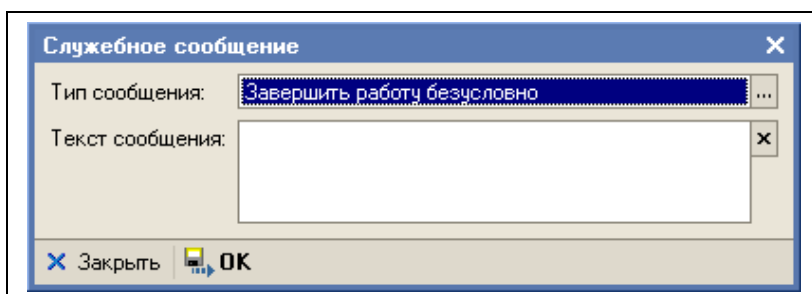 Служебное сообщение
Тип сообщения: Завершить работу безусловно ...
Текст сообщения:
Закрыть OK